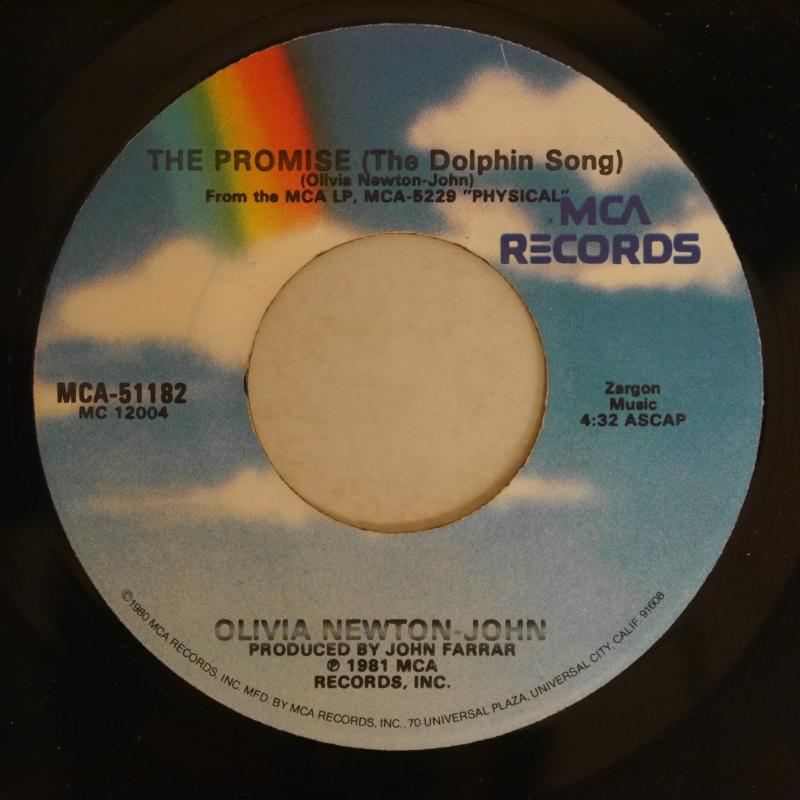 THE PROMISE (The Dolphin Song)
(Olivia Newton-John)
From the MCA LP, MCA-5229 "PHYSICAL"
MCA
RECORDS
MCA-51182
MC 12004
Zargon
Music
4:32 ASCAP
OLIVIA NEWTON-JOHN
PRODUCED BY JOHN FARRAR
℗ 1981 MCA
RECORDS, INC.
©1980 MCA RECORDS, INC. MFD. BY MCA RECORDS, INC., 70 UNIVERSAL PLAZA, UNIVERSAL CITY, CALIF. 91608